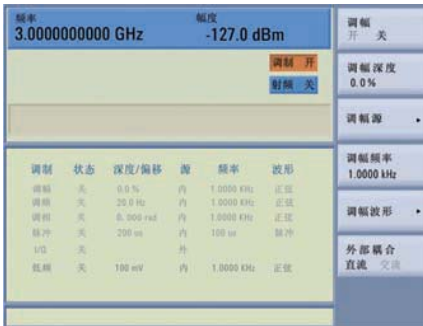 频率 幅度
3.0000000000 GHz -127.0 dBm
调制 开
射频 关
调制 状态 深度/偏移 源 频率 波形
调幅 关 0.0 % 内 1.0000 KHz 正弦
调频 关 20.0 Hz 内 1.0000 KHz 正弦
调相 关 0.000 rad 内 1.0000 KHz 正弦
脉冲 关 200 us 内 100 us 脉冲
I/Q 关 外
低频 关 100 mV 内 1.0000 KHz 正弦
调幅
开 关
调幅深度
0.0 %
调幅源
调幅频率
1.0000 kHz
调幅波形
外部耦合
直流 交流